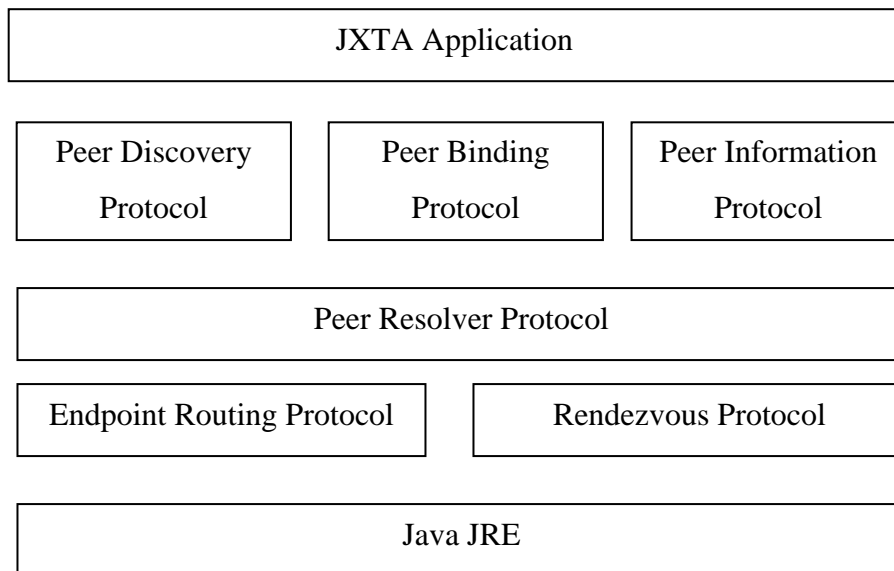 JXTA Application
Peer Discovery
Protocol
Peer Binding
Protocol
Peer Information
Protocol
Peer Resolver Protocol
Endpoint Routing Protocol
Rendezvous Protocol
Java JRE